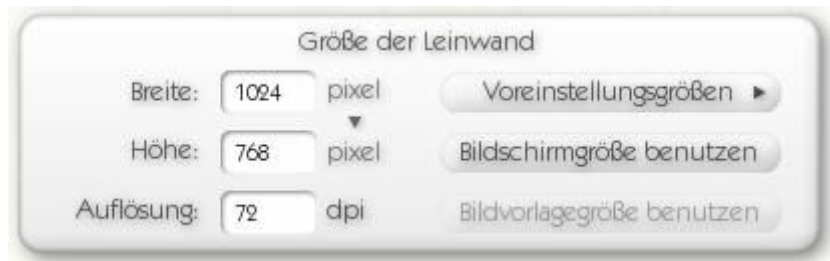 Größe der Leinwand
Breite: 1024 pixel Voreinstellungsgrößen
Höhe: 768 pixel Bildschirmgröße benutzen
Auflösung: 72 dpi Bildvorlagegröße benutzen